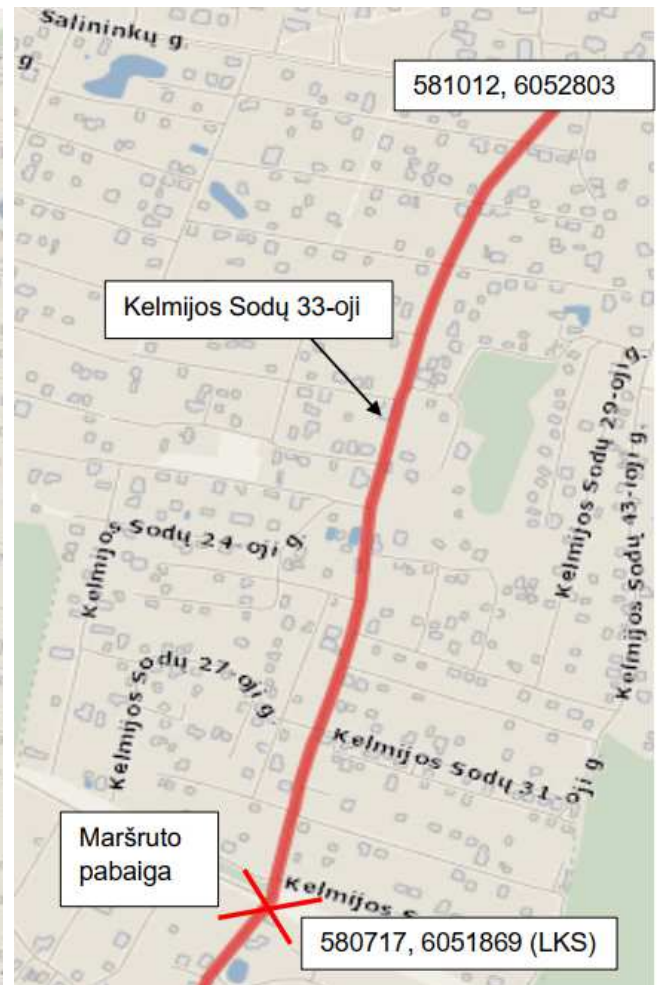 Salininkų g.
g
581012, 6052803
Kelmijos Sodų 33-oji
Kelmijos Sodų 29-oji g.
Kelmijos Sodų 43-ioji g.
Kelmijos Sodų 24-oji g.
Kelmijos Sodų 27-oji g.
Kelmijos Sodų 31-oji g.
Maršruto
pabaiga
Kelmijos S
580717, 6051869 (LKS)